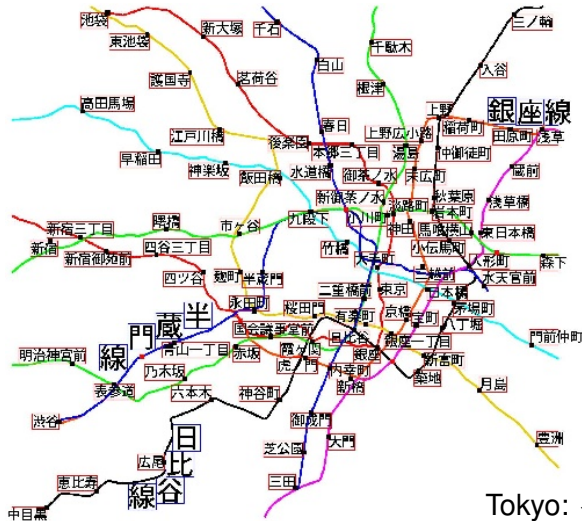 池袋
新大塚
千石
千駄木
三ノ輪
東池袋
白山
入谷
護国寺
茗荷谷
根津
高田馬場
上野
銀座線
稲荷町
江戸川橋
春日
上野広小路
田原町
浅草
後楽園
本郷三丁目
湯島
仲御徒町
早稲田
神楽坂
飯田橋
水道橋
御茶ノ水
末広町
蔵前
新御茶ノ水
秋葉原
淡路町
岩本町
浅草橋
新宿三丁目
曙橋
市ヶ谷
九段下
小川町
神田
馬喰横山
東日本橋
新宿
新宿御苑前
四谷三丁目
竹橋
小伝馬町
人形町
森下
四ツ谷
麹町
半蔵門
大手町
水天宮前
二重橋前
東京
日本橋
永田町
桜田門
有楽町
京橋
宝町
茅場町
八丁堀
半蔵門線
国会議事堂前
日比谷
門前仲町
明治神宮前
青山一丁目
赤坂
霞ヶ関
銀座
銀座一丁目
新富町
乃木坂
虎ノ門
内幸町
築地
表参道
六本木
神谷町
新橋
月島
渋谷
御成門
日比谷線
芝公園
大門
広尾
豊洲
恵比寿
三田
中目黒
Tokyo: